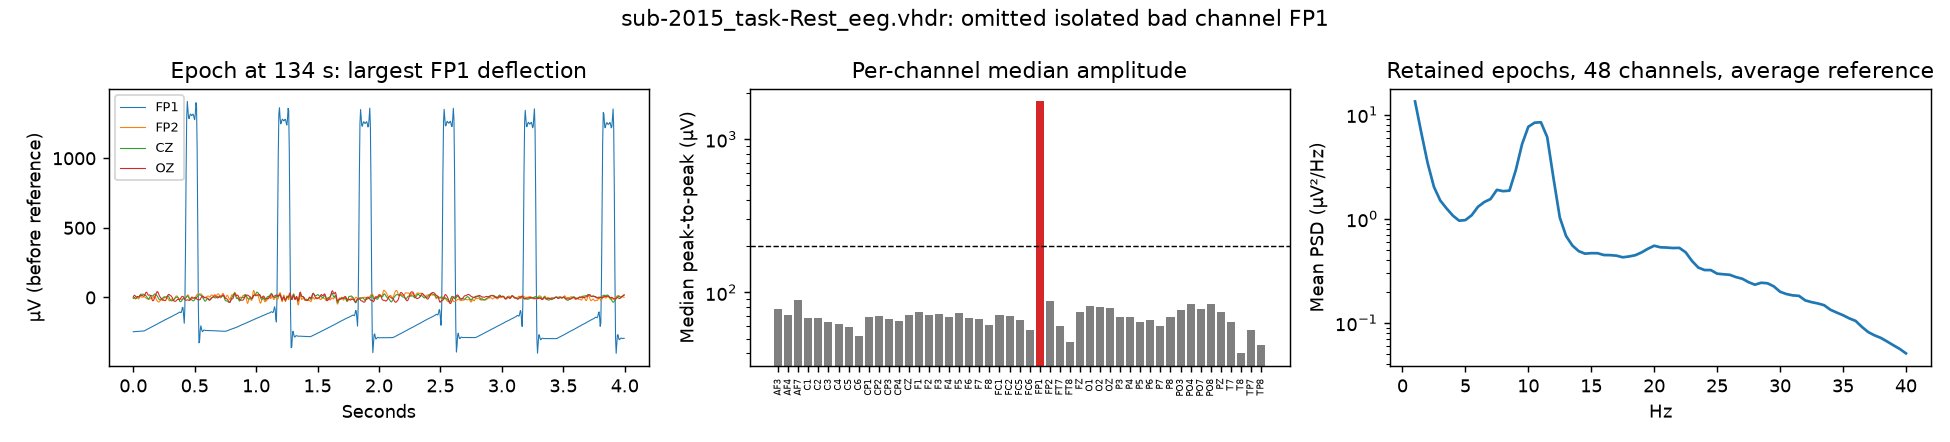 sub-2015_task-Rest_eeg.vhdr: omitted isolated bad channel FP1
Epoch at 134 s: largest FP1 deflection
µV (before reference)
1000
500
0
FP1
FP2
CZ
OZ
0.0 0.5 1.0 1.5 2.0 2.5 3.0 3.5 4.0
Seconds
Per-channel median amplitude
Median peak-to-peak (µV)
10³
10²
AF3 AF4 AF7 C1 C2 C3 C4 C5 C6 CP1 CP2 CP3 CP4 CZ F1 F2 F3 F4 F5 F6 F7 F8 FC1 FC2 FC5 FC6 FP1 FP2 FT7 FT8 FZ O1 O2 OZ P3 P4 P5 P6 P7 P8 PO3 PO4 PO7 PO8 PZ T7 T8 TP7 TP8
Retained epochs, 48 channels, average reference
Mean PSD (µV²/Hz)
10¹
10⁰
10⁻¹
0 5 10 15 20 25 30 35 40
Hz